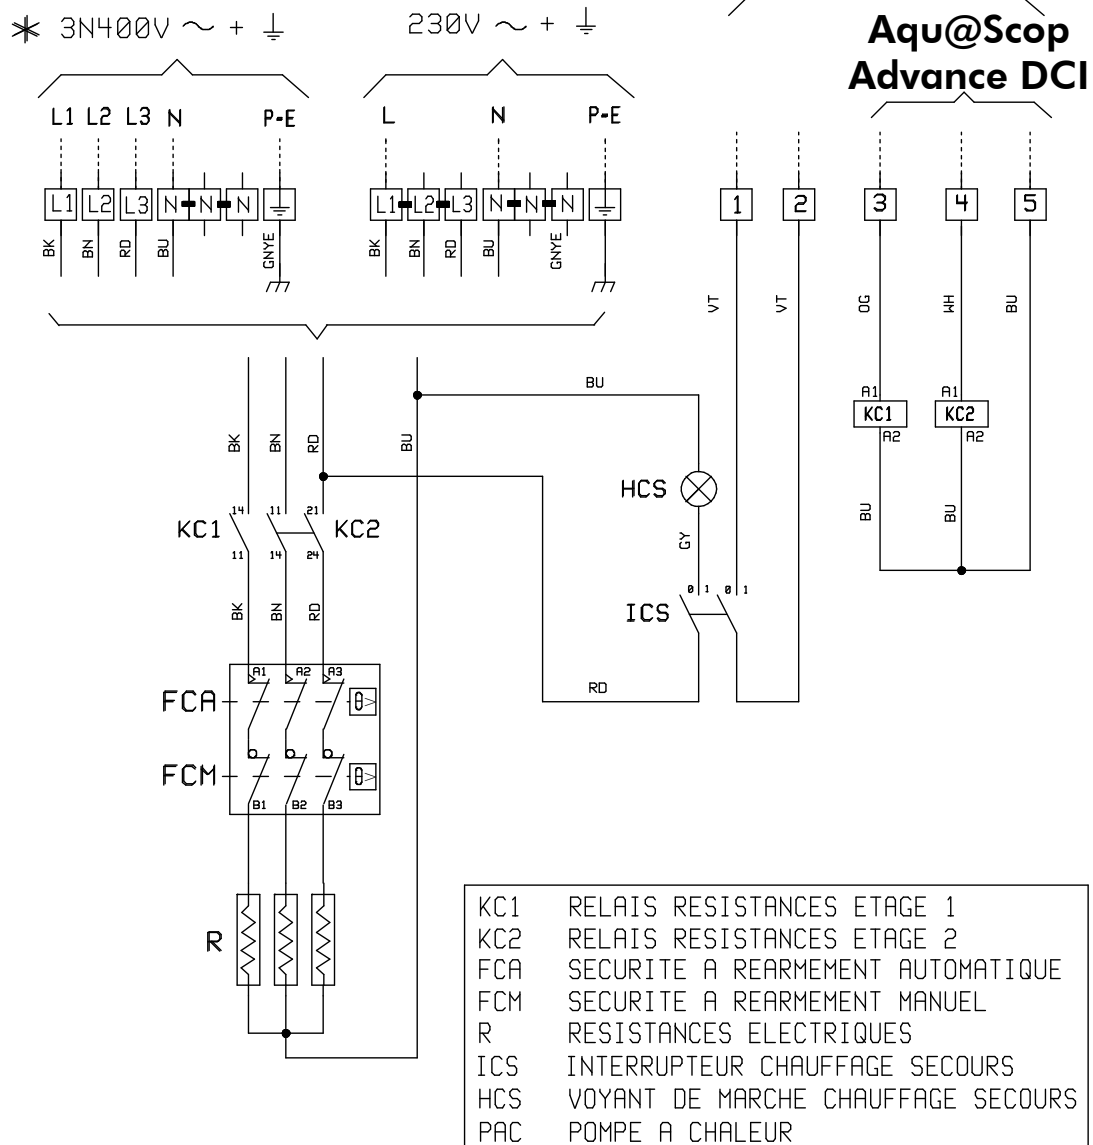 * 3N400V ~ + ⏚
230V ~ + ⏚
Aqu@Scop
Advance DCI
L1 L2 L3 N P-E
L N P-E
L1 L2 L3 N N N
L1 L2 L3 N N N
1 2 3 4 5
BK BN RD BU GNYE
BK BN RD BU GNYE
VT VT OG WH BU
BU
A1 A1
KC1 KC2
A2 A2
BK BN RD BU
HCS
14 11 21
KC1 KC2
11 14 24
GY
BU BU
0 1 0 1
ICS
BK BN RD
A1 A2 A3
FCA θ>
RD
FCM θ>
B1 B2 B3
R
KC1 RELAIS RESISTANCES ETAGE 1
KC2 RELAIS RESISTANCES ETAGE 2
FCA SECURITE A REARMEMENT AUTOMATIQUE
FCM SECURITE A REARMEMENT MANUEL
R RESISTANCES ELECTRIQUES
ICS INTERRUPTEUR CHAUFFAGE SECOURS
HCS VOYANT DE MARCHE CHAUFFAGE SECOURS
PAC POMPE A CHALEUR